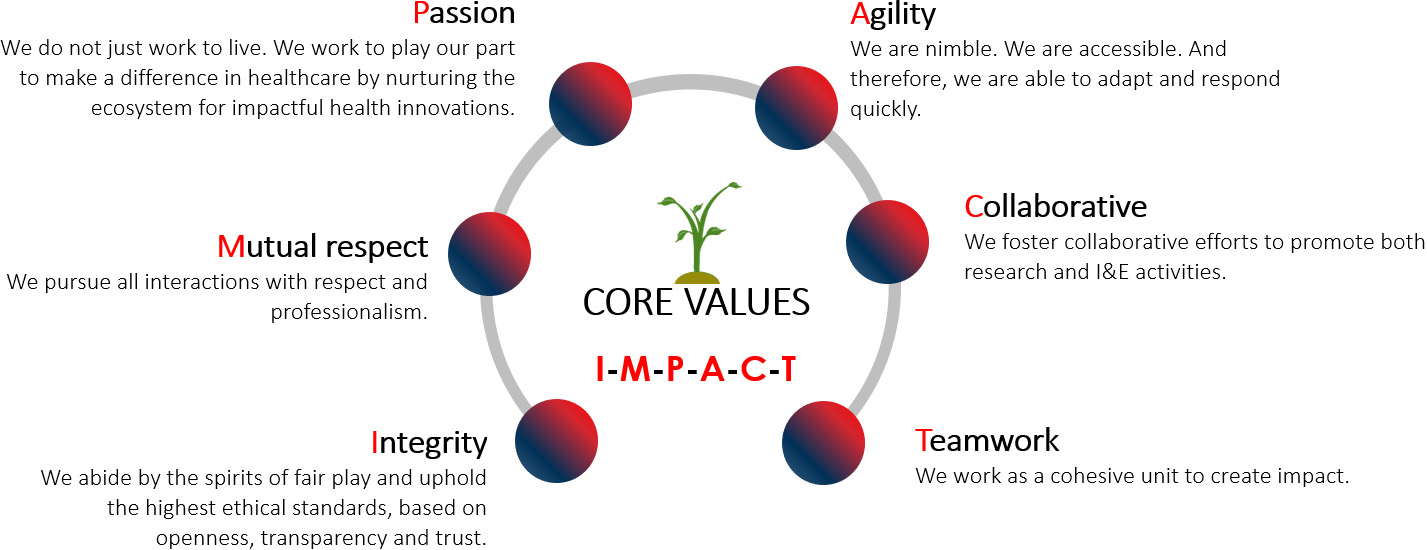 Passion
We do not just work to live. We work to play our part
to make a difference in healthcare by nurturing the
ecosystem for impactful health innovations.
Agility
We are nimble. We are accessible. And
therefore, we are able to adapt and respond
quickly.
Mutual respect
We pursue all interactions with respect and
professionalism.
Collaborative
We foster collaborative efforts to promote both
research and I&E activities.
CORE VALUES
I-M-P-A-C-T
Integrity
We abide by the spirits of fair play and uphold
the highest ethical standards, based on
openness, transparency and trust.
Teamwork
We work as a cohesive unit to create impact.